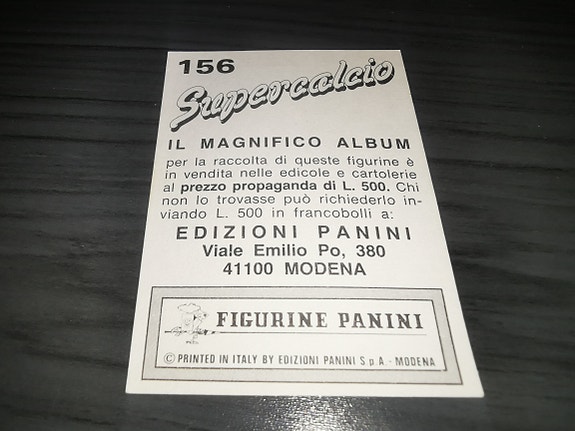 156
Supercalcio
IL MAGNIFICO ALBUM
per la raccolta di queste figurine è
in vendita nelle edicole e cartolerie
al prezzo propaganda di L. 500. Chi
non lo trovasse può richiederlo in-
viando L. 500 in francobolli a:
EDIZIONI PANINI
Viale Emilio Po, 380
41100 MODENA
FIGURINE PANINI
© PRINTED IN ITALY BY EDIZIONI PANINI S.p.A. - MODENA